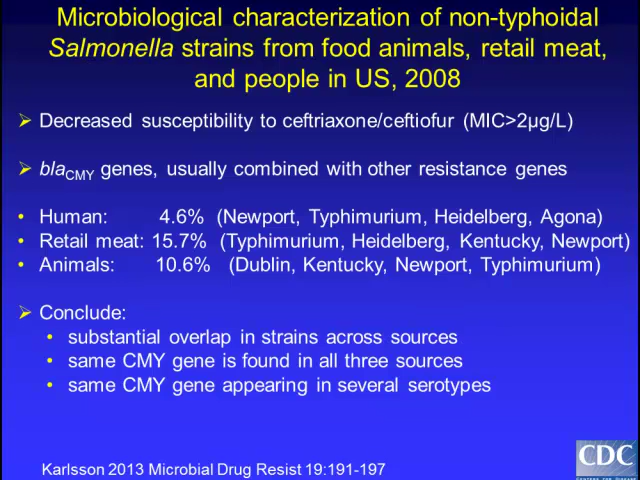 Microbiological characterization of non-typhoidal
Salmonella strains from food animals, retail meat,
and people in US, 2008
➢ Decreased susceptibility to ceftriaxone/ceftiofur (MIC>2µg/L)
➢ blaCMY genes, usually combined with other resistance genes
• Human: 4.6% (Newport, Typhimurium, Heidelberg, Agona)
• Retail meat: 15.7% (Typhimurium, Heidelberg, Kentucky, Newport)
• Animals: 10.6% (Dublin, Kentucky, Newport, Typhimurium)
➢ Conclude:
• substantial overlap in strains across sources
• same CMY gene is found in all three sources
• same CMY gene appearing in several serotypes
CDC
Karlsson 2013 Microbial Drug Resist 19:191-197